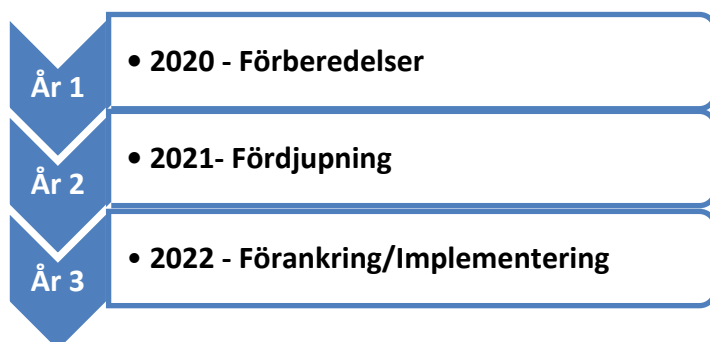 År 1
• 2020 - Förberedelser
År 2
• 2021- Fördjupning
År 3
• 2022 - Förankring/Implementering